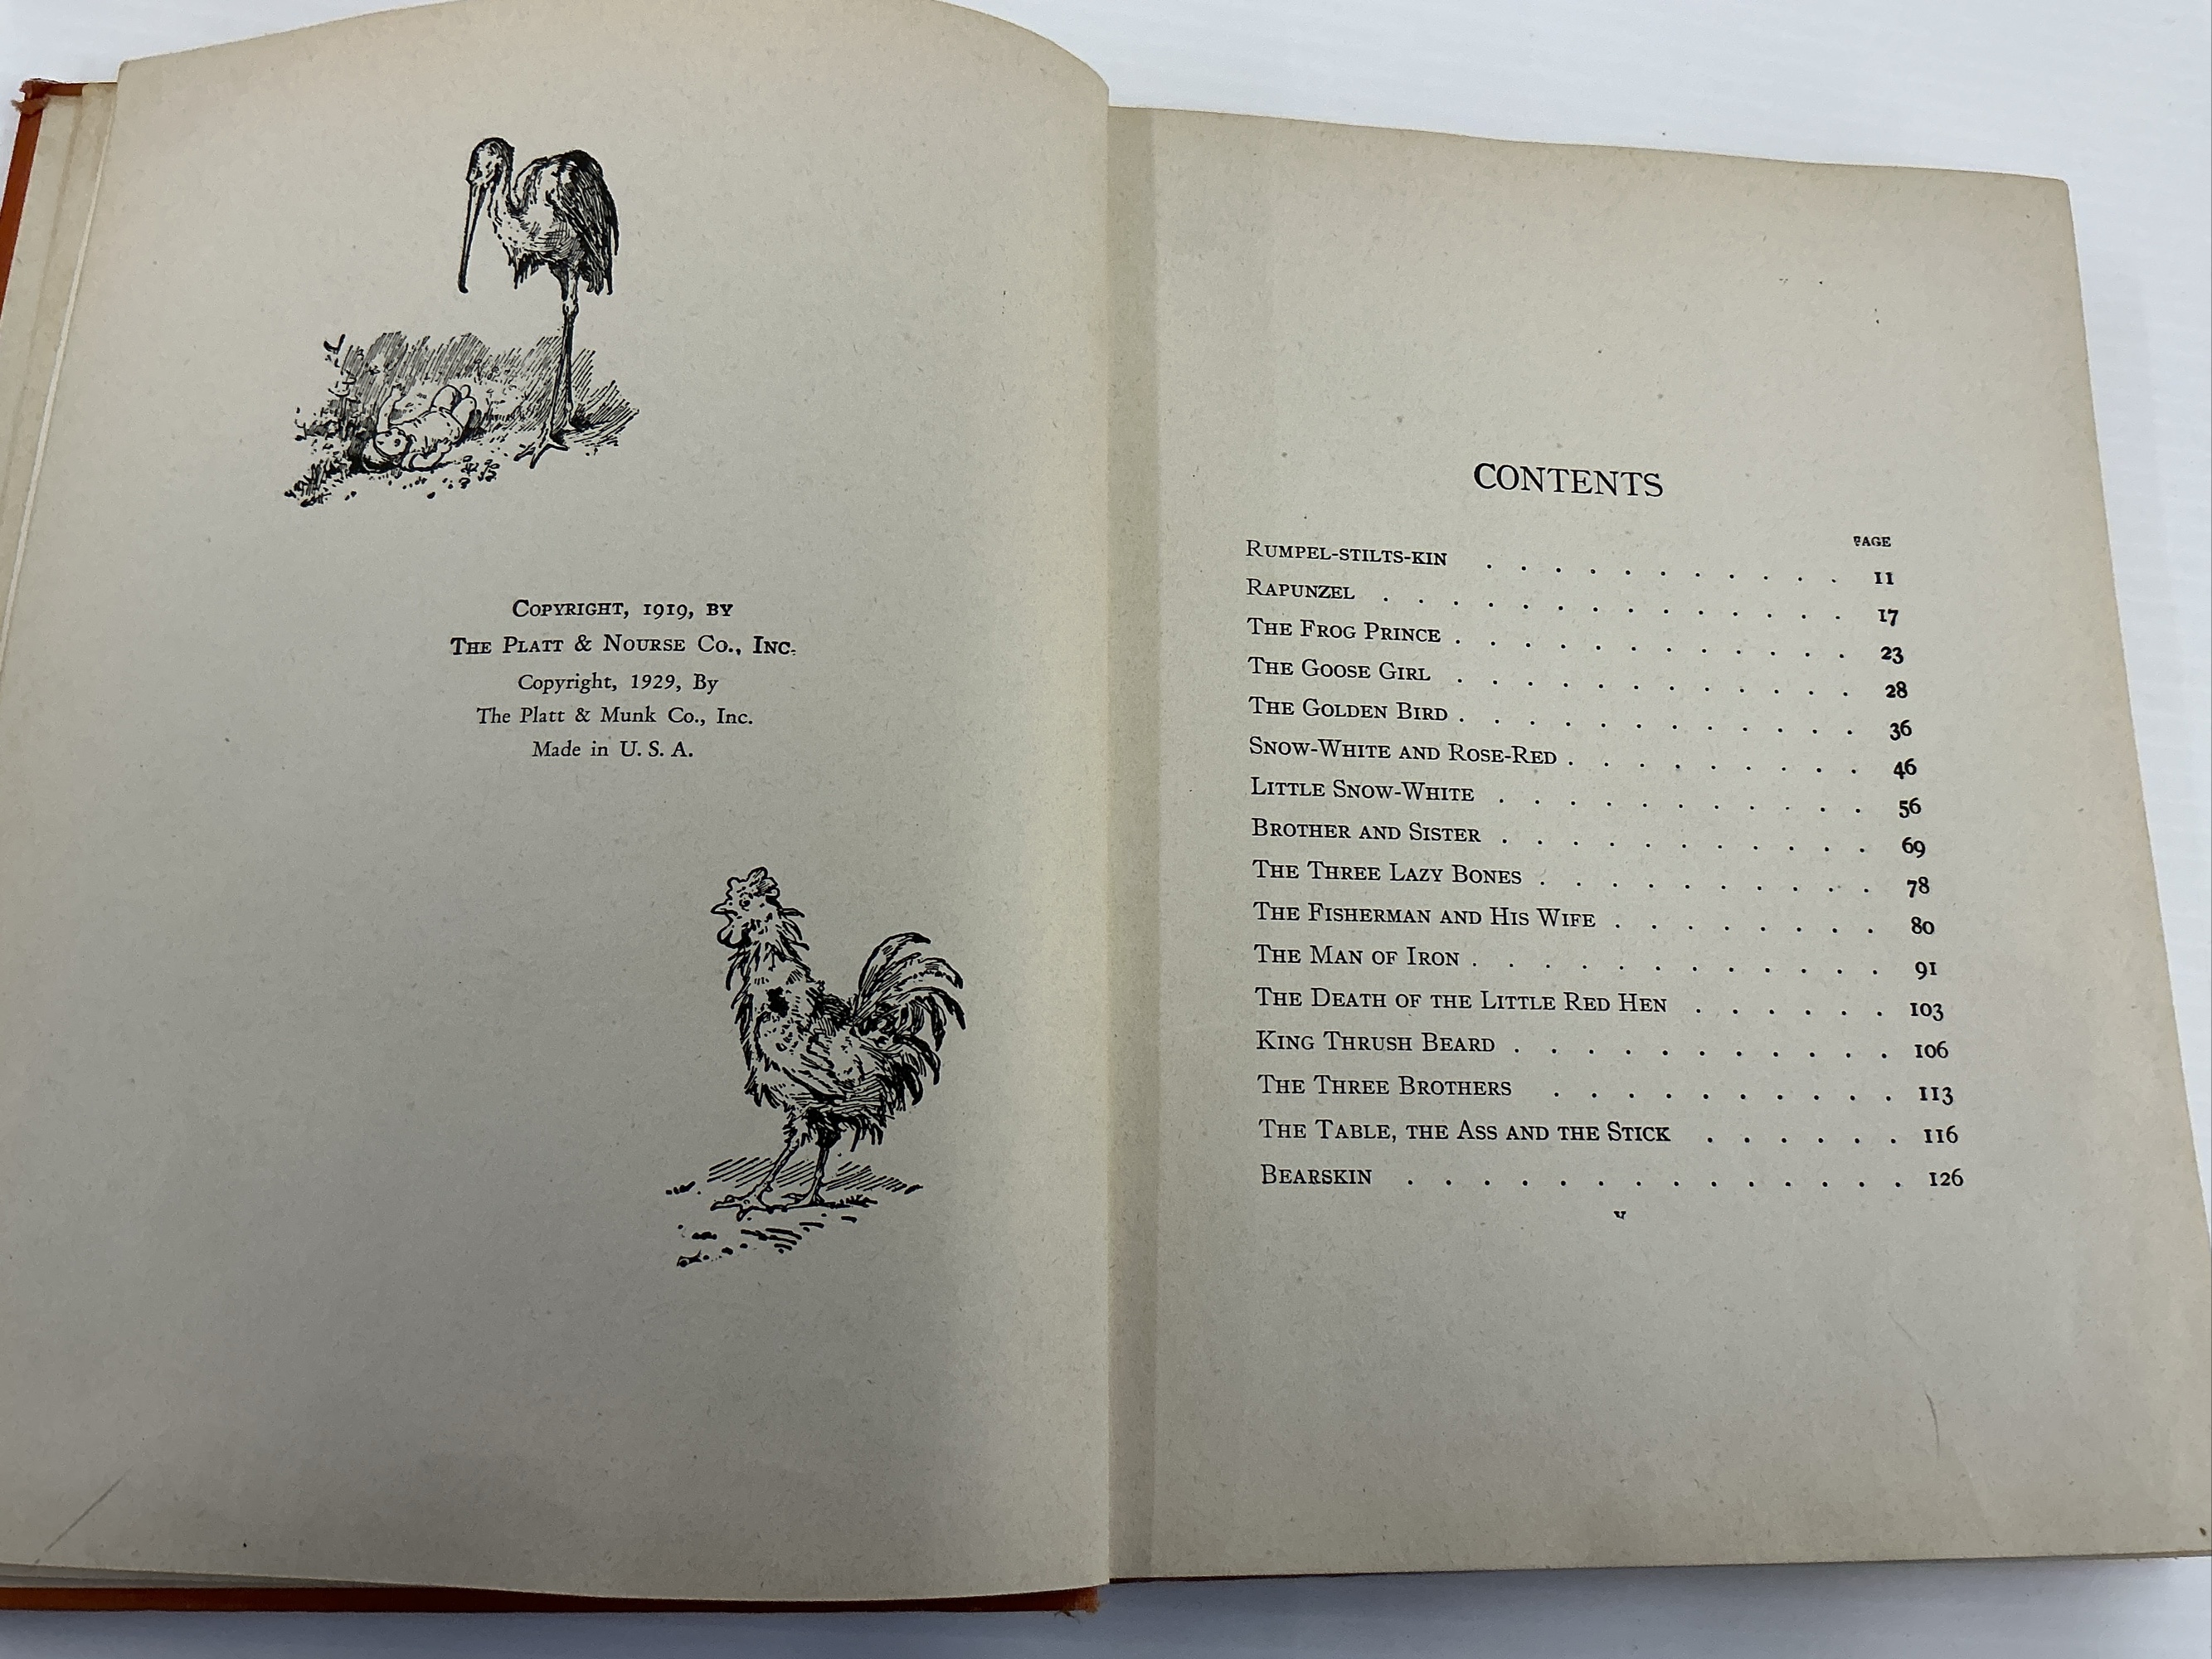 Copyright, 1919, by
The Platt & Nourse Co., Inc.
Copyright, 1929, By
The Platt & Munk Co., Inc.
Made in U. S. A.
CONTENTS
PAGE
Rumpel-stilts-kin . . . . . . . . . . . 11
Rapunzel . . . . . . . . . . . . . . 17
The Frog Prince . . . . . . . . . . . . 23
The Goose Girl . . . . . . . . . . . . 28
The Golden Bird . . . . . . . . . . . . 36
Snow-White and Rose-Red . . . . . . . . . 46
Little Snow-White . . . . . . . . . . . 56
Brother and Sister . . . . . . . . . . . 69
The Three Lazy Bones . . . . . . . . . . 78
The Fisherman and His Wife . . . . . . . . 80
The Man of Iron . . . . . . . . . . . . 91
The Death of the Little Red Hen . . . . . . 103
King Thrush Beard . . . . . . . . . . . 106
The Three Brothers . . . . . . . . . . 113
The Table, the Ass and the Stick . . . . . . 116
Bearskin . . . . . . . . . . . . . . 126
v